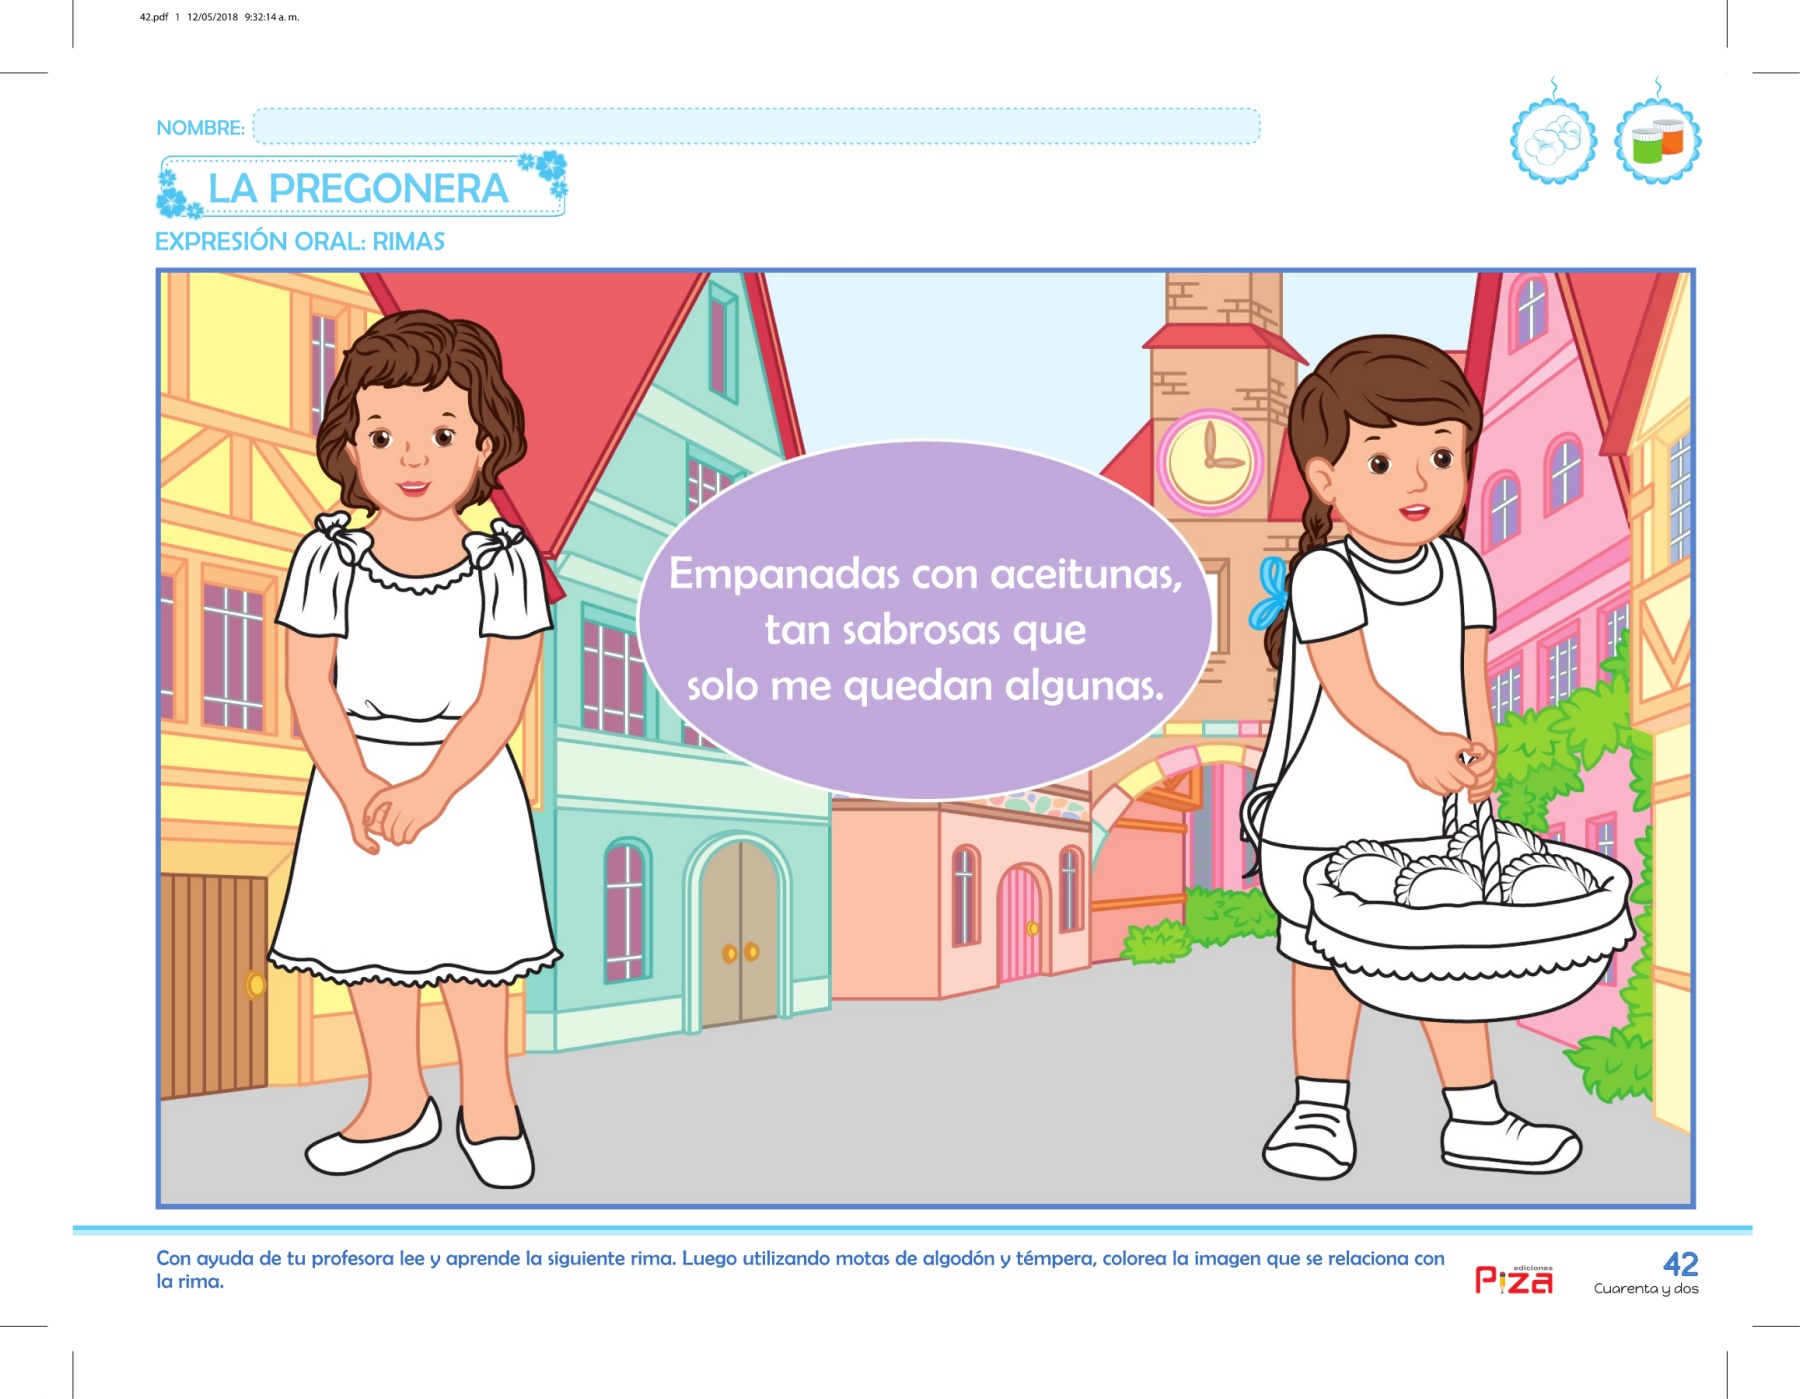 42.pdf 1 12/05/2018 9:32:14 a. m.
NOMBRE:
LA PREGONERA
EXPRESIÓN ORAL: RIMAS
Empanadas con aceitunas,
tan sabrosas que
solo me quedan algunas.
Con ayuda de tu profesora lee y aprende la siguiente rima. Luego utilizando motas de algodón y témpera, colorea la imagen que se relaciona con
la rima.
ediciones
Piza
42
Cuarenta y dos